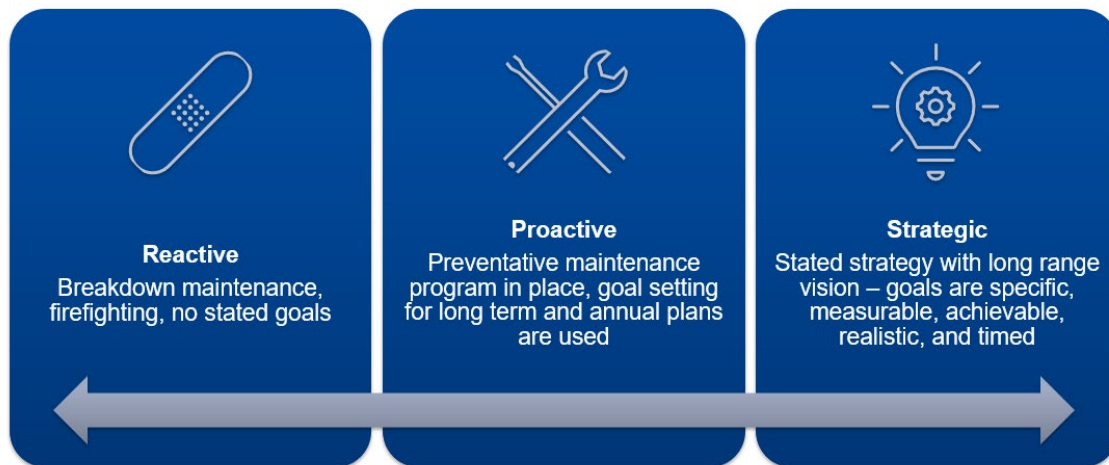 Reactive
Breakdown maintenance,
firefighting, no stated goals
Proactive
Preventative maintenance
program in place, goal setting
for long term and annual plans
are used
Strategic
Stated strategy with long range
vision – goals are specific,
measurable, achievable,
realistic, and timed